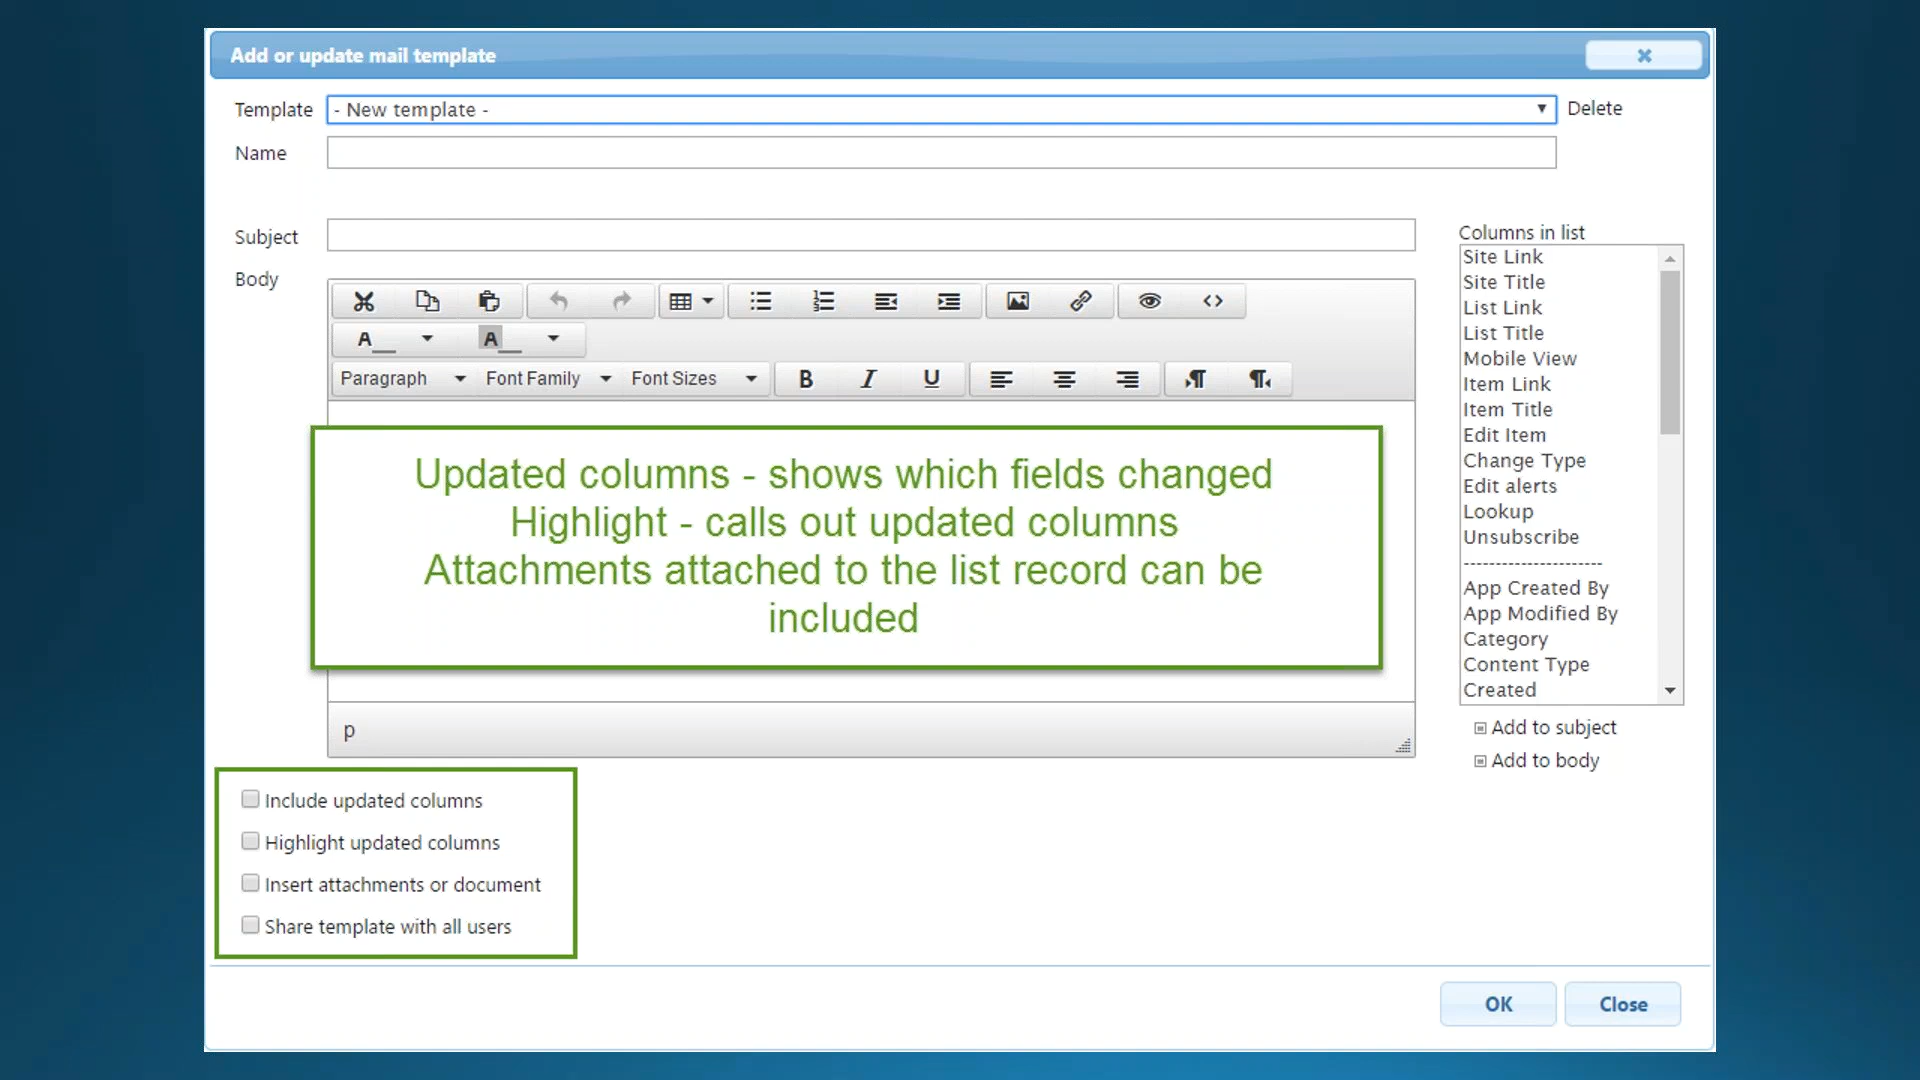 Add or update mail template
Template
- New template -
Delete
Name
Subject
Body
Paragraph
Font Family
Font Sizes
B
I
U
A
A
Updated columns - shows which fields changed
Highlight - calls out updated columns
Attachments attached to the list record can be
included
p
Columns in list
Site Link
Site Title
List Link
List Title
Mobile View
Item Link
Item Title
Edit Item
Change Type
Edit alerts
Lookup
Unsubscribe
----------------------
App Created By
App Modified By
Category
Content Type
Created
Add to subject
Add to body
Include updated columns
Highlight updated columns
Insert attachments or document
Share template with all users
OK
Close